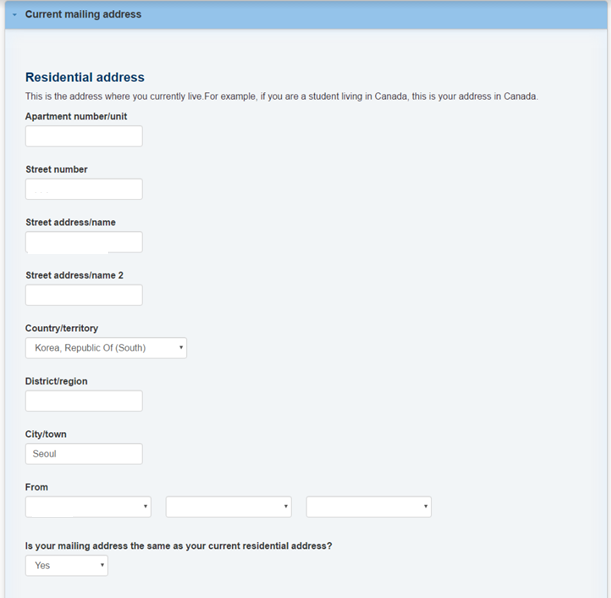 Current mailing address
Residential address
This is the address where you currently live.For example, if you are a student living in Canada, this is your address in Canada.
Apartment number/unit
Street number
Street address/name
Street address/name 2
Country/territory
Korea, Republic Of (South)
District/region
City/town
Seoul
From
Is your mailing address the same as your current residential address?
Yes